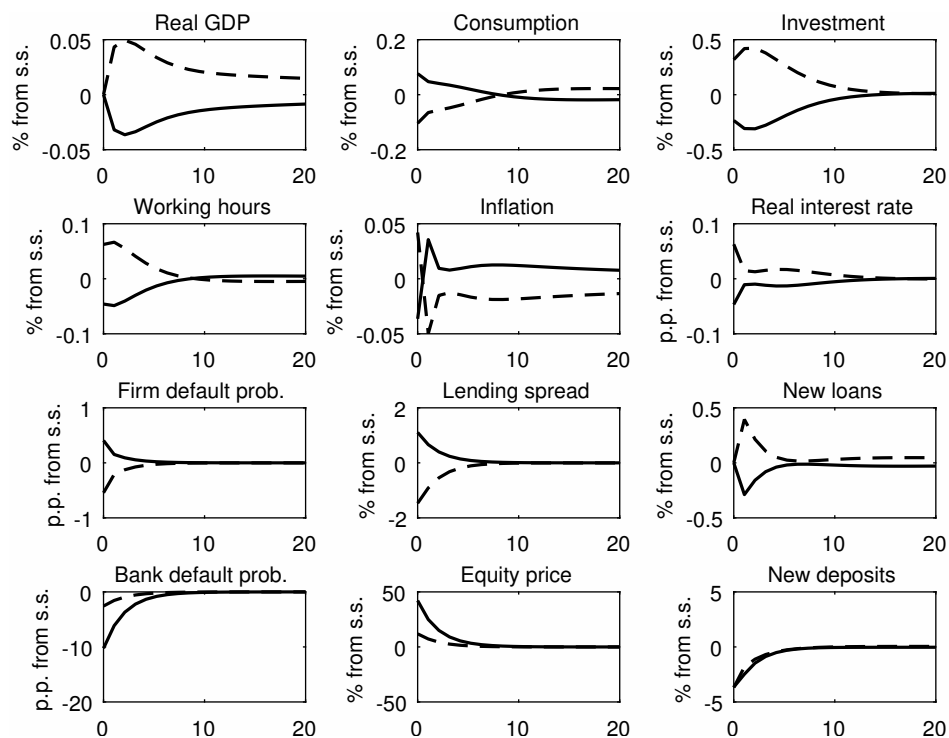 Real GDP
% from s.s.
0.05
0
-0.05
0 10 20
Consumption
% from s.s.
0.2
0
-0.2
0 10 20
Investment
% from s.s.
0.5
0
-0.5
0 10 20
Working hours
% from s.s.
0.1
0
-0.1
0 10 20
Inflation
% from s.s.
0.05
0
-0.05
0 10 20
Real interest rate
p.p. from s.s.
0.1
0
-0.1
0 10 20
Firm default prob.
p.p. from s.s.
1
0
-1
0 10 20
Lending spread
% from s.s.
2
0
-2
0 10 20
New loans
% from s.s.
0.5
0
-0.5
0 10 20
Bank default prob.
p.p. from s.s.
0
-10
-20
0 10 20
Equity price
% from s.s.
50
0
-50
0 10 20
New deposits
% from s.s.
5
0
-5
0 10 20